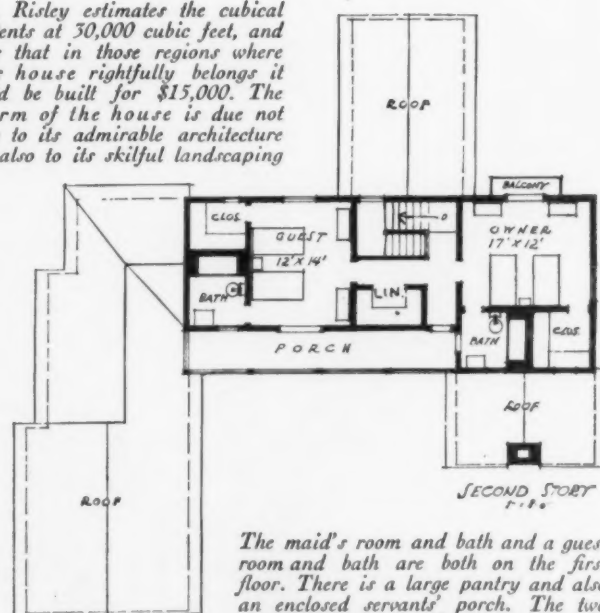 Risley estimates the cubical
ents at 30,000 cubic feet, and
that in those regions where
house rightfully belongs it
d be built for $15,000. The
rm of the house is due not
to its admirable architecture
also to its skilful landscaping
ROOF
BALCONY
CLOS.
GUEST
12' X 14'
D
OWNER
17' X 12'
BATH
LIN.
BATH
CLOS.
PORCH
ROOF
SECOND STORY
ROOF
The maid's room and bath and a gues
room and bath are both on the firs
floor. There is a large pantry and also
an enclosed servants' porch. The two